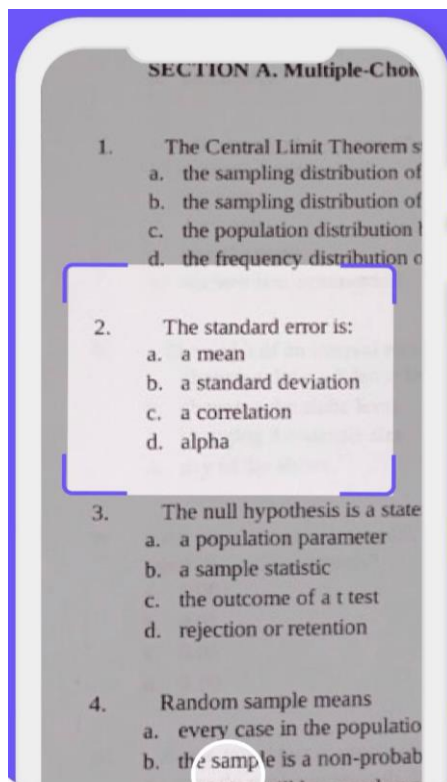 SECTION A. Multiple-Choi
1. The Central Limit Theorem s
a. the sampling distribution of
b. the sampling distribution of
c. the population distribution
d. the frequency distribution o
2. The standard error is:
a. a mean
b. a standard deviation
c. a correlation
d. alpha
3. The null hypothesis is a state
a. a population parameter
b. a sample statistic
c. the outcome of a t test
d. rejection or retention
4. Random sample means
a. every case in the populatio
b. the sample is a non-probab